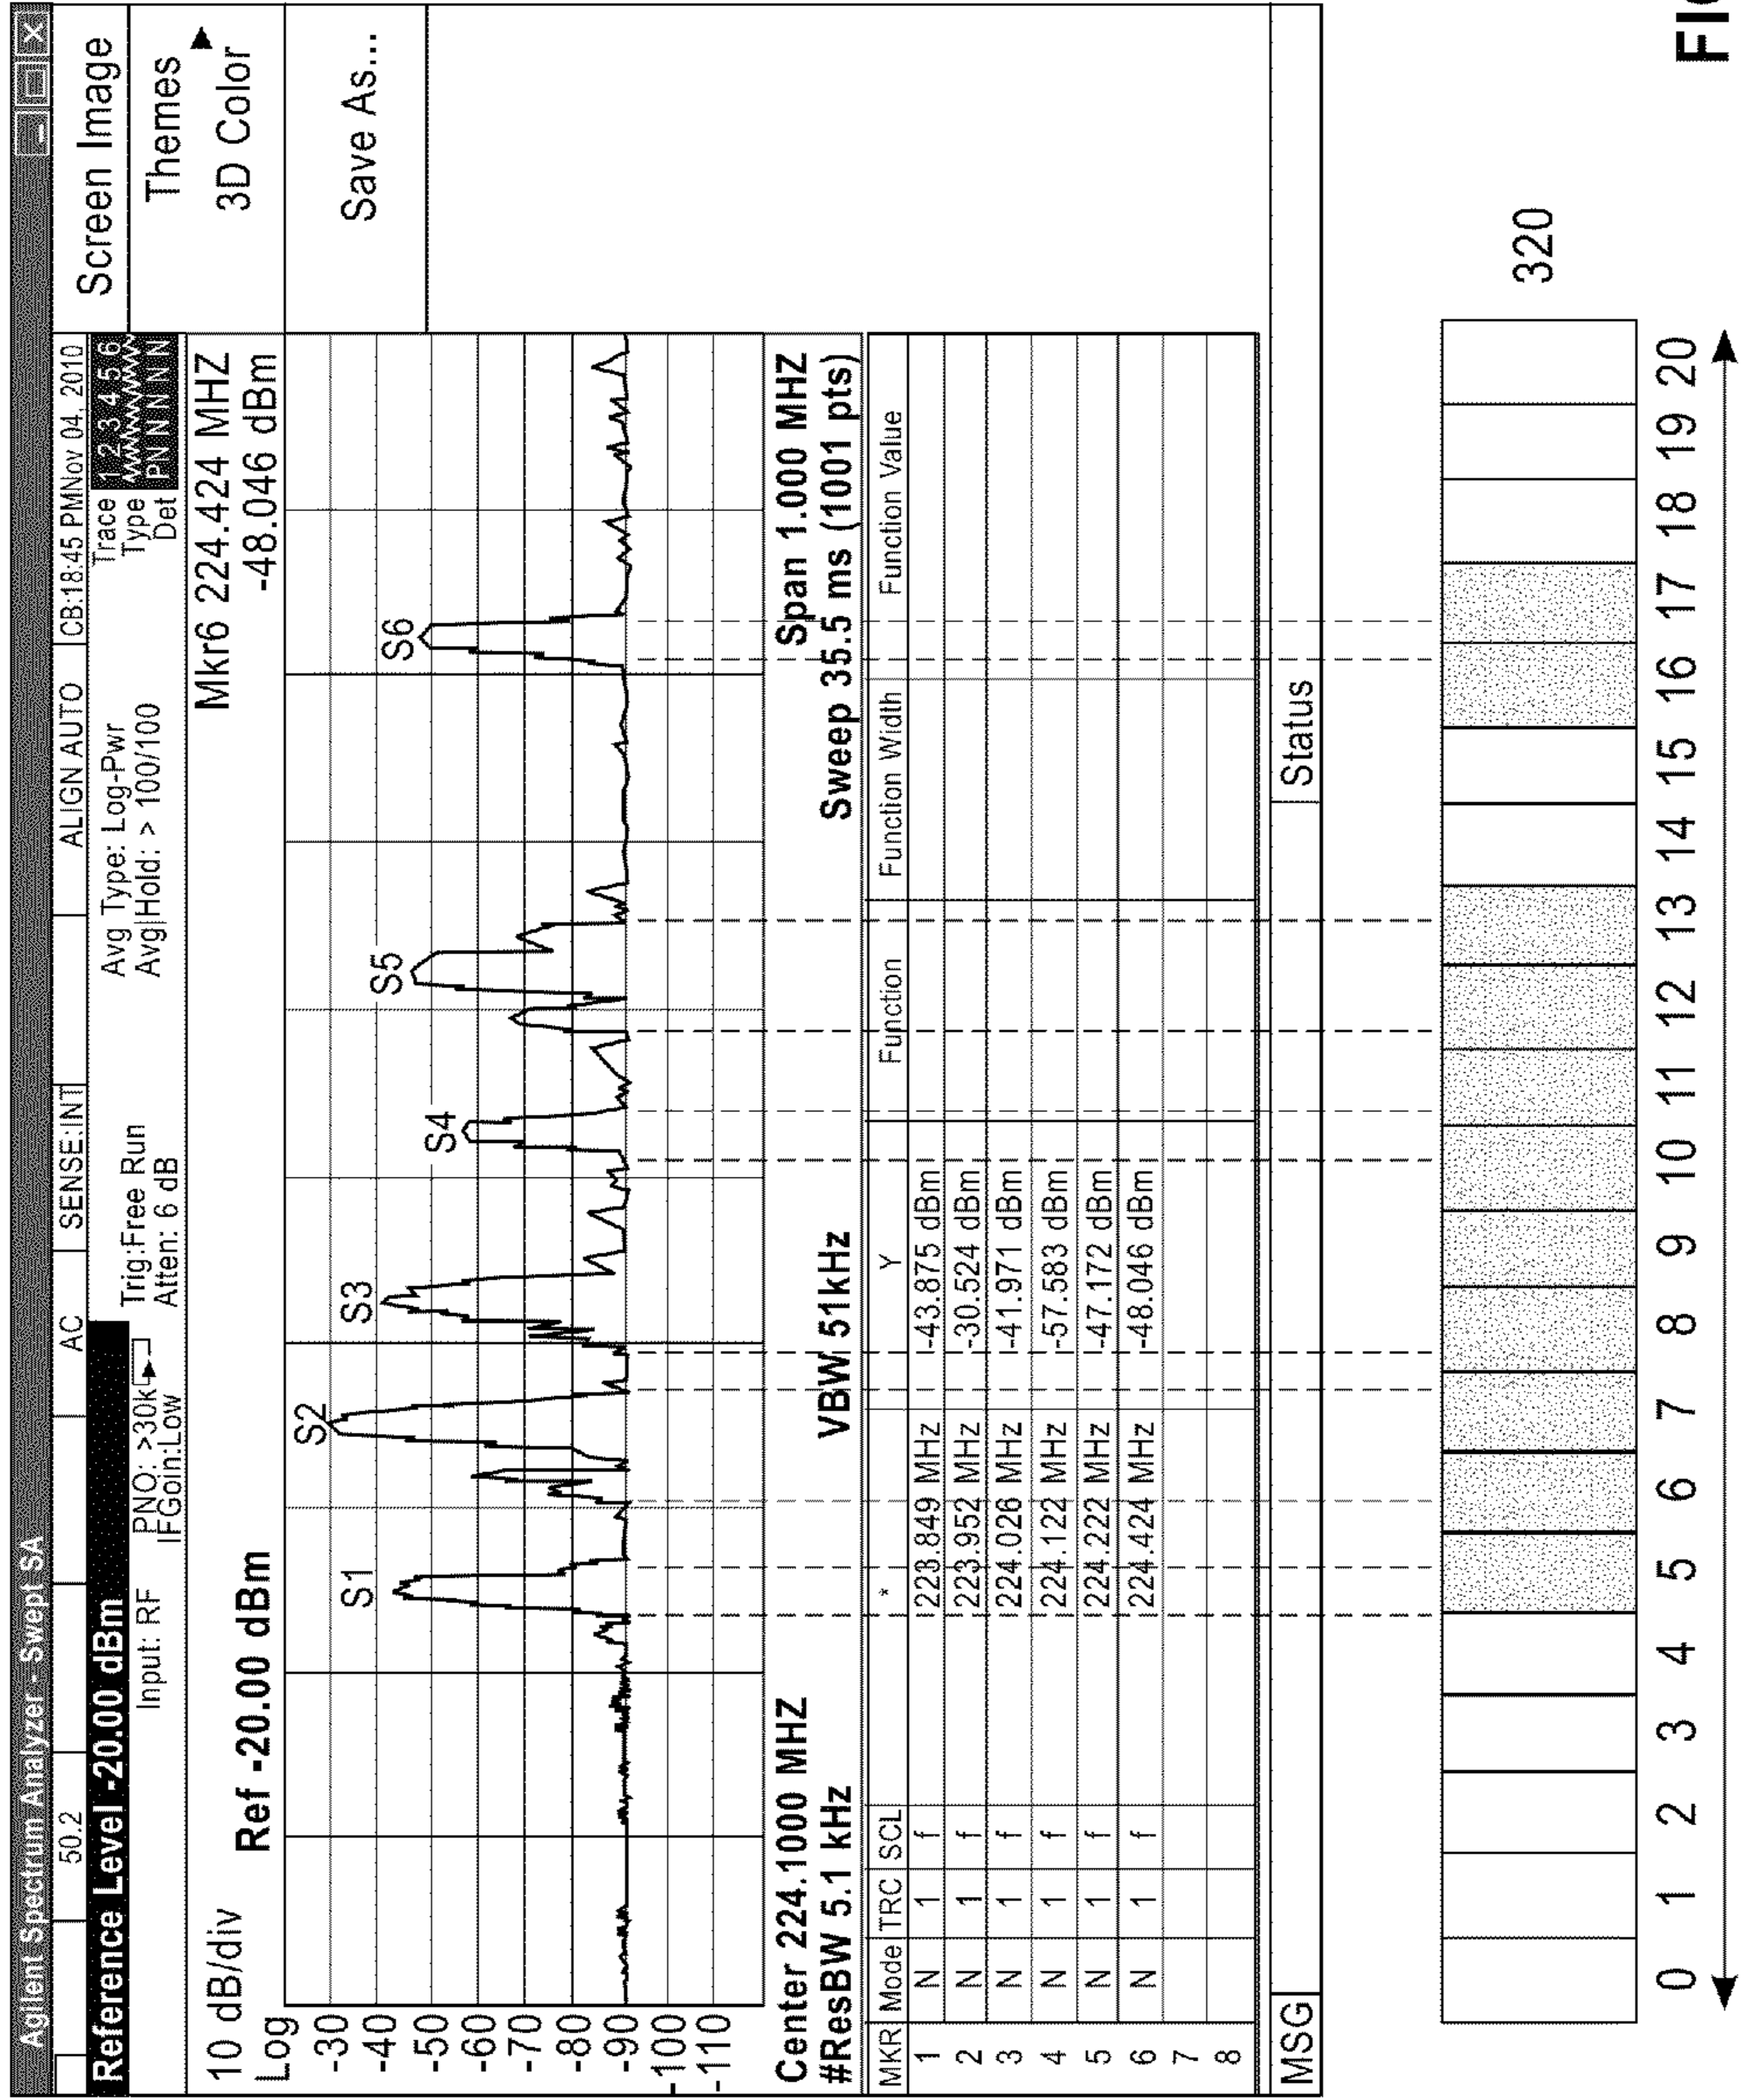 Agilent Spectrum Analyzer - Swept SA
50.2 AC SENSE:INT ALIGN AUTO CB:18:45 PMNov 04, 2010
Screen Image
Reference Level -20.00 dBm
Input: RF
PNO: >30k
IFGoin:Low
Trig:Free Run
Atten: 6 dB
Avg Type: Log-Pwr
Avg|Hold: > 100/100
Trace 1 2 3 4 5 6
Type
Det P N N N N N
Themes
3D Color
Save As...
Mkr6 224.424 MHZ
-48.046 dBm
10 dB/div
Log
Ref -20.00 dBm
-30
-40
-50
-60
-70
-80
-90
-100
-110
S1
S2
S3
S4
S5
S6
Center 224.1000 MHZ
Span 1.000 MHZ
#ResBW 5.1 kHz
VBW 51kHz
Sweep 35.5 ms (1001 pts)
MKR Mode TRC SCL * Y Function Function Width Function Value
1 N 1 f 223.849 MHz -43.875 dBm
2 N 1 f 223.952 MHz -30.524 dBm
3 N 1 f 224.026 MHz -41.971 dBm
4 N 1 f 224.122 MHz -57.583 dBm
5 N 1 f 224.222 MHz -47.172 dBm
6 N 1 f 224.424 MHz -48.046 dBm
7
8
MSG Status
320
0 1 2 3 4 5 6 7 8 9 10 11 12 13 14 15 16 17 18 19 20